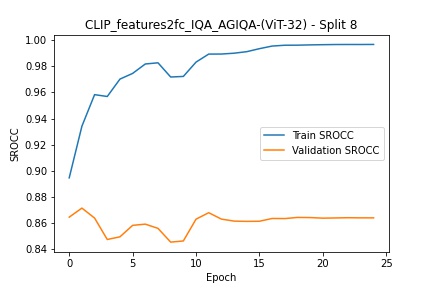 CLIP_features2fc_IQA_AGIQA-(ViT-32) - Split 8
1.00
0.98
0.96
0.94
0.92
0.90
0.88
0.86
0.84
SROCC
Train SROCC
Validation SROCC
0 5 10 15 20 25
Epoch